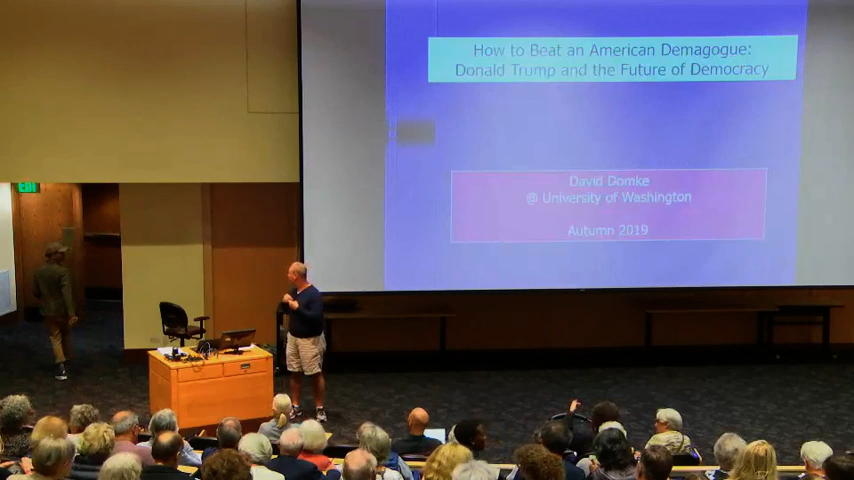 How to Beat an American Demagogue:
Donald Trump and the Future of Democracy
David Domke
@ University of Washington
Autumn 2019
EXIT